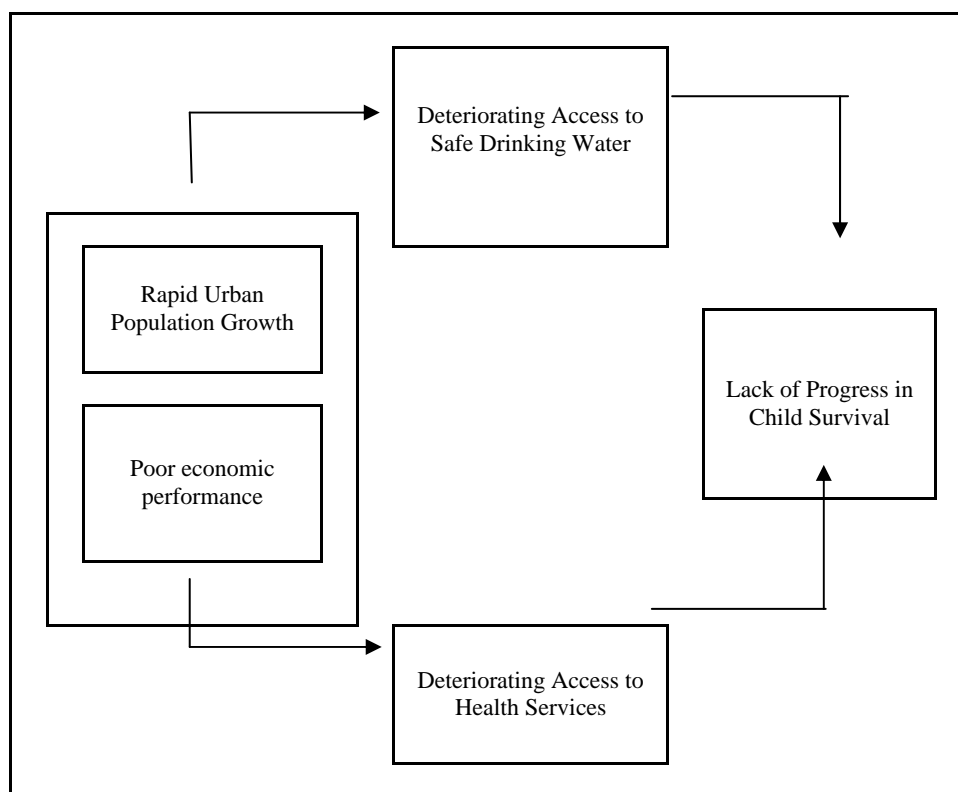 Deteriorating Access to
Safe Drinking Water
Rapid Urban
Population Growth
Lack of Progress in
Child Survival
Poor economic
performance
Deteriorating Access to
Health Services